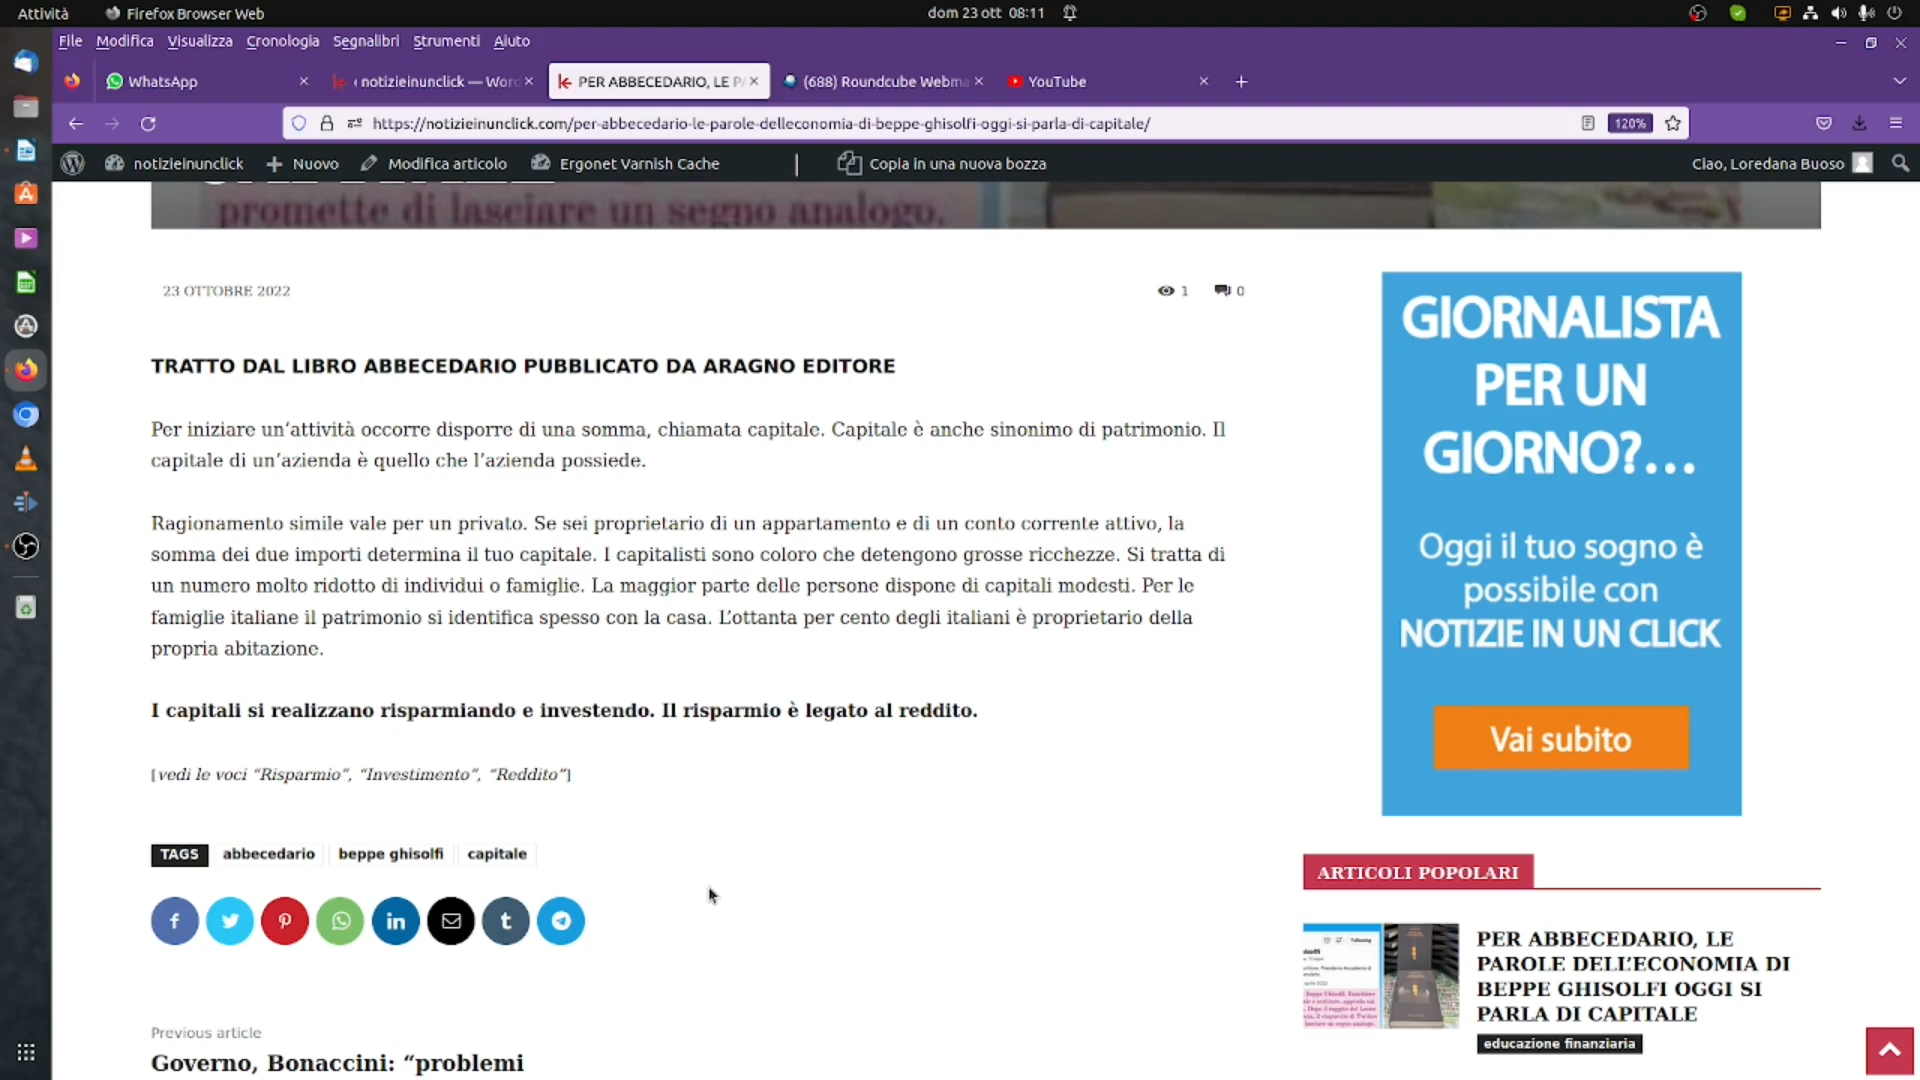 Attività
Firefox Browser Web
dom 23 ott 08:11
File Modifica Visualizza Cronologia Segnalibri Strumenti Aiuto
WhatsApp
notizieinunclick — Word
PER ABBECEDARIO, LE PA
(688) Roundcube Webma
YouTube
https://notizieinunclick.com/per-abbecedario-le-parole-delleconomia-di-beppe-ghisolfi-oggi-si-parla-di-capitale/
120%
notizieinunclick
Nuovo
Modifica articolo
Ergonet Varnish Cache
Copia in una nuova bozza
Ciao, Loredana Buoso
promette di lasciare un segno analogo.
23 OTTOBRE 2022
1
0
TRATTO DAL LIBRO ABBECEDARIO PUBBLICATO DA ARAGNO EDITORE
Per iniziare un’attività occorre disporre di una somma, chiamata capitale. Capitale è anche sinonimo di patrimonio. Il
capitale di un’azienda è quello che l’azienda possiede.
Ragionamento simile vale per un privato. Se sei proprietario di un appartamento e di un conto corrente attivo, la
somma dei due importi determina il tuo capitale. I capitalisti sono coloro che detengono grosse ricchezze. Si tratta di
un numero molto ridotto di individui o famiglie. La maggior parte delle persone dispone di capitali modesti. Per le
famiglie italiane il patrimonio si identifica spesso con la casa. L’ottanta per cento degli italiani è proprietario della
propria abitazione.
I capitali si realizzano risparmiando e investendo. Il risparmio è legato al reddito.
[vedi le voci “Risparmio”, “Investimento”, “Reddito”]
TAGS abbecedario beppe ghisolfi capitale
Previous article
Governo, Bonaccini: “problemi
GIORNALISTA
PER UN
GIORNO?...
Oggi il tuo sogno è
possibile con
NOTIZIE IN UN CLICK
Vai subito
ARTICOLI POPOLARI
PER ABBECEDARIO, LE
PAROLE DELL’ECONOMIA DI
BEPPE GHISOLFI OGGI SI
PARLA DI CAPITALE
educazione finanziaria